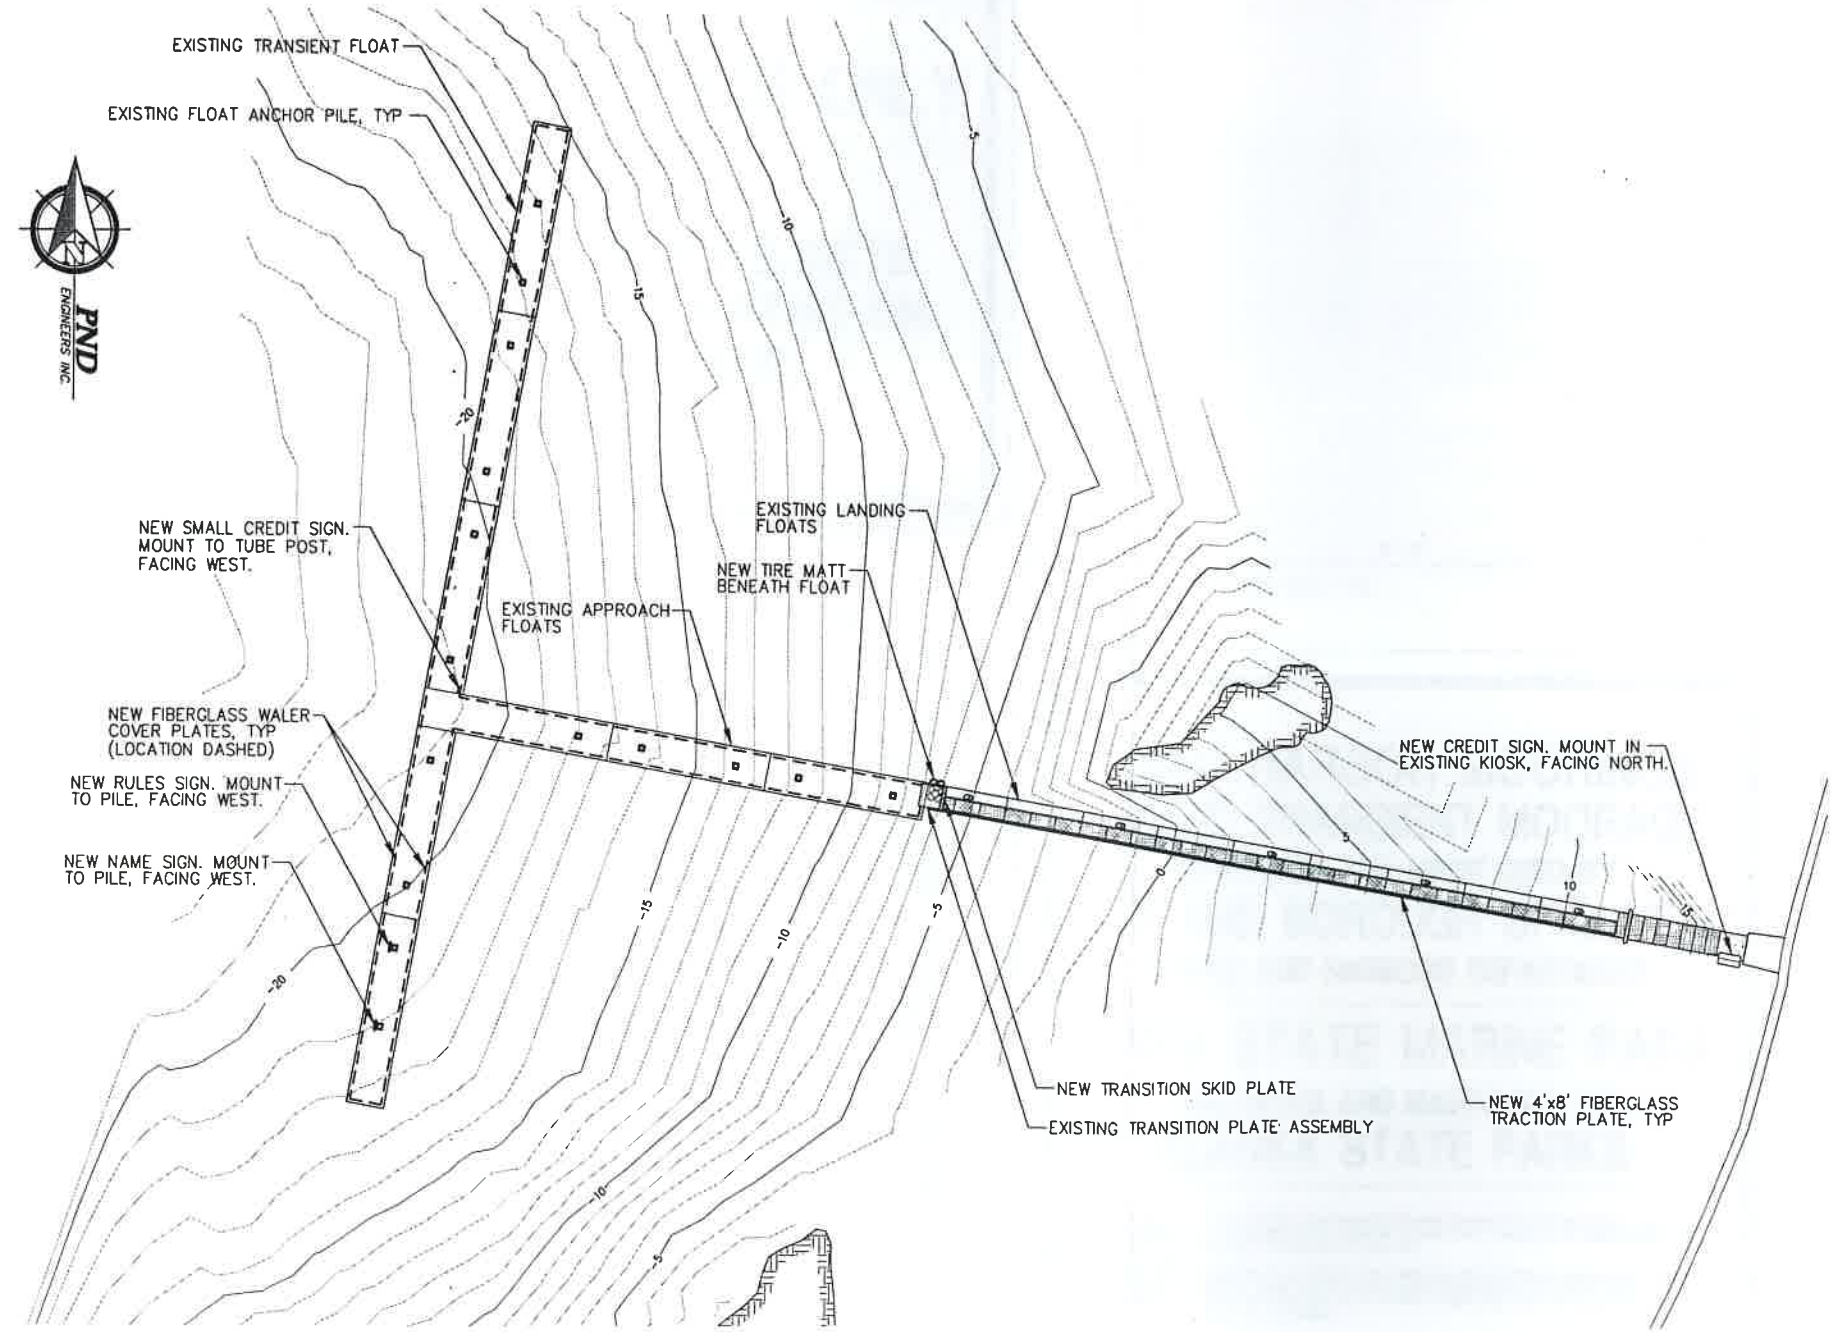 EXISTING TRANSIENT FLOAT
EXISTING FLOAT ANCHOR PILE, TYP
N
PND
ENGINEERS INC.
-5
-10
-15
-20
NEW SMALL CREDIT SIGN.
MOUNT TO TUBE POST,
FACING WEST.
EXISTING LANDING
FLOATS
NEW TIRE MATT
BENEATH FLOAT
EXISTING APPROACH
FLOATS
NEW FIBERGLASS WALER
COVER PLATES, TYP
(LOCATION DASHED)
NEW RULES SIGN. MOUNT
TO PILE, FACING WEST.
NEW NAME SIGN. MOUNT
TO PILE, FACING WEST.
NEW CREDIT SIGN. MOUNT IN
EXISTING KIOSK, FACING NORTH.
5
0
10
15
-5
-15
-10
-20
NEW TRANSITION SKID PLATE
EXISTING TRANSITION PLATE ASSEMBLY
NEW 4'x8' FIBERGLASS
TRACTION PLATE, TYP
-10
-5